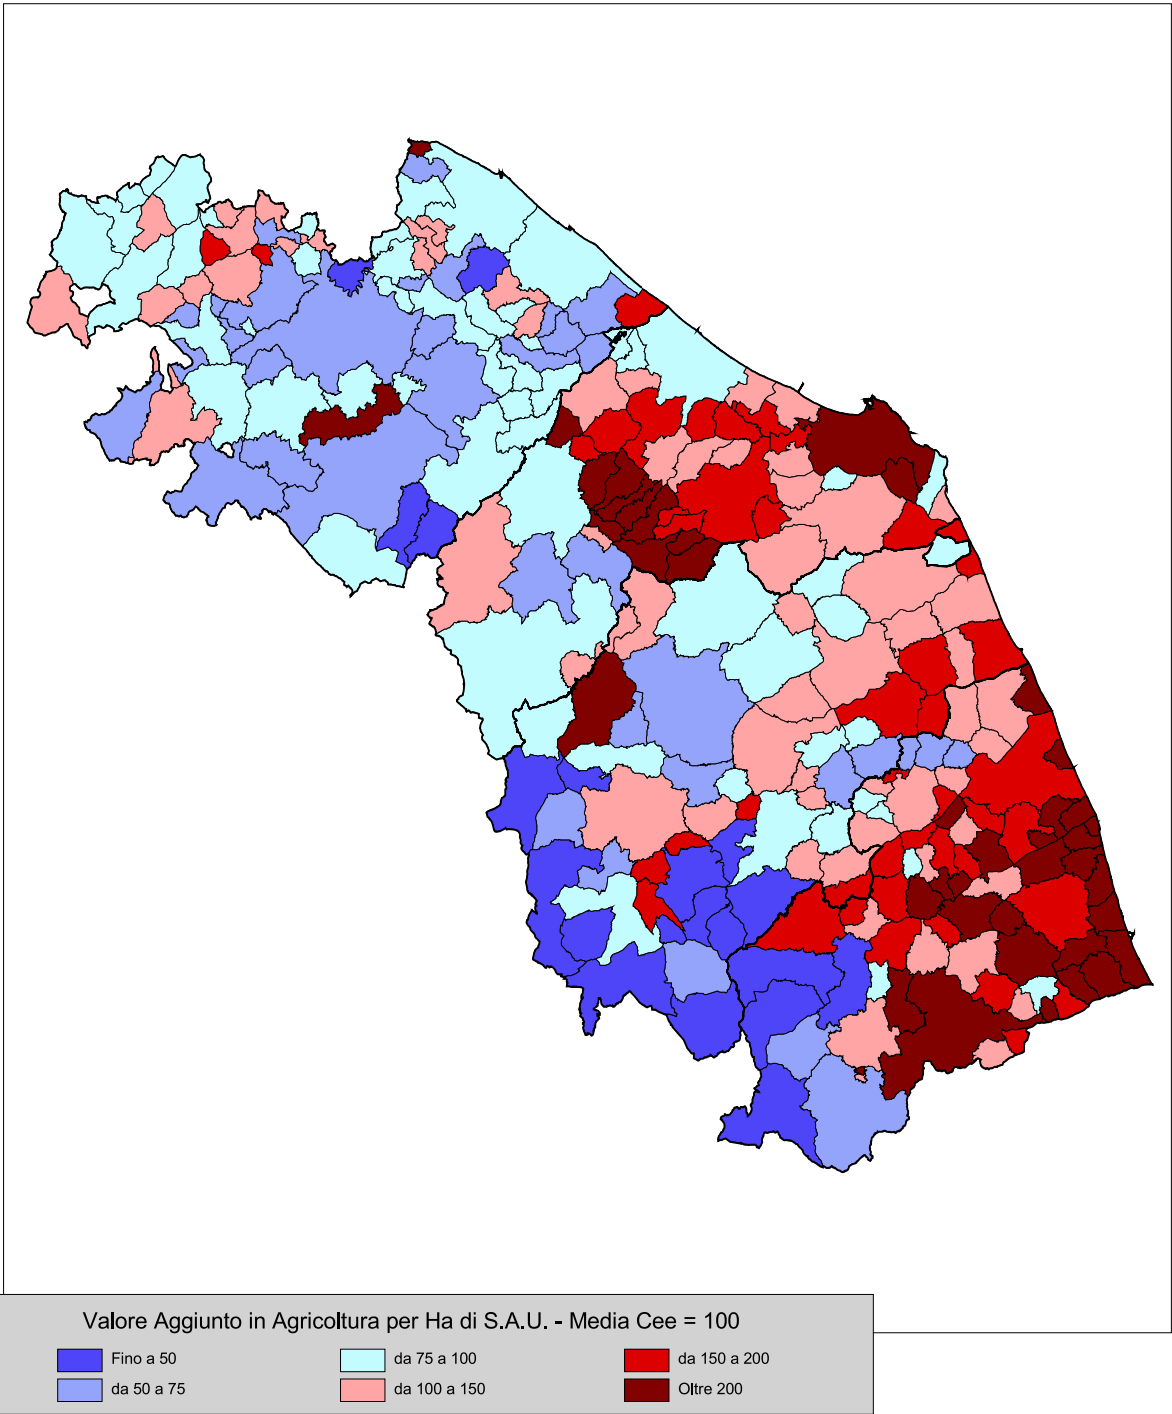 Valore Aggiunto in Agricoltura per Ha di S.A.U. - Media Cee = 100
Fino a 50
da 75 a 100
da 150 a 200
da 50 a 75
da 100 a 150
Oltre 200